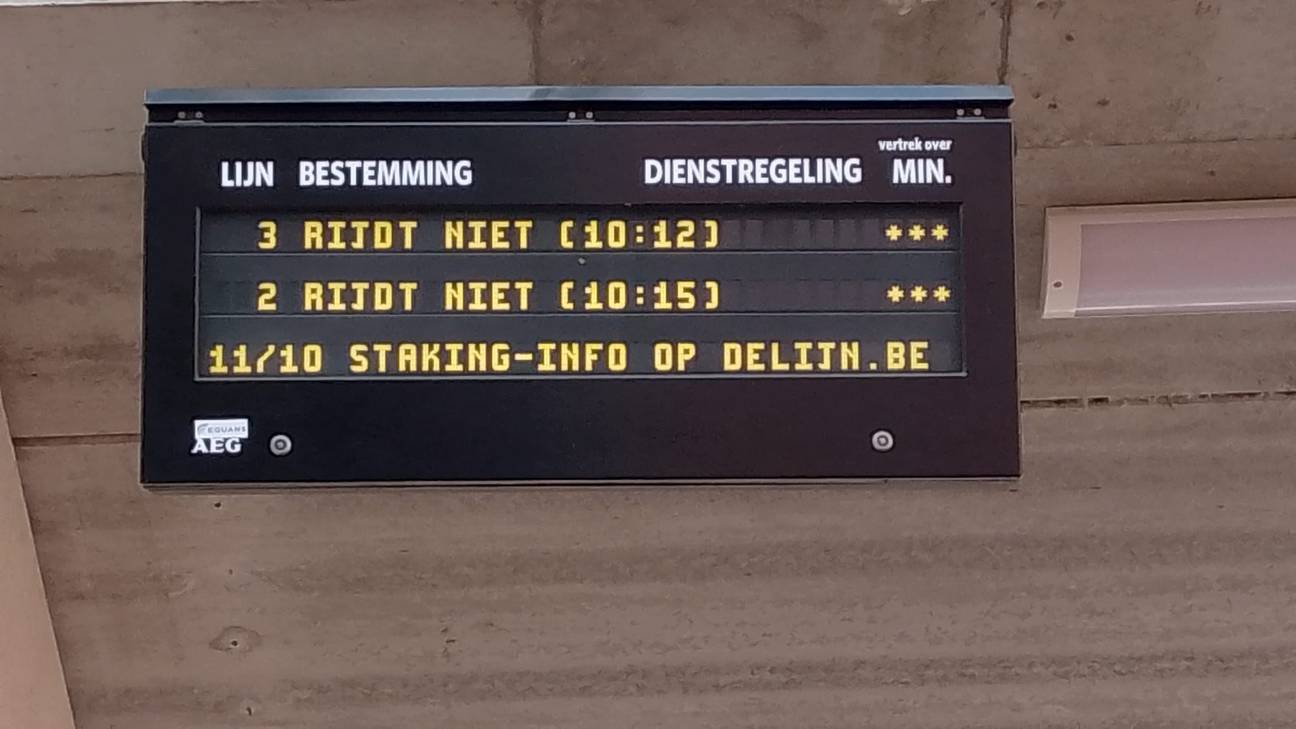 vertrek over
LIJN BESTEMMING DIENSTREGELING MIN.
3 RIJDT NIET (10:12) ***
2 RIJDT NIET (10:15) ***
11/10 STAKING-INFO OP DELIJN.BE
EQUANS
AEG